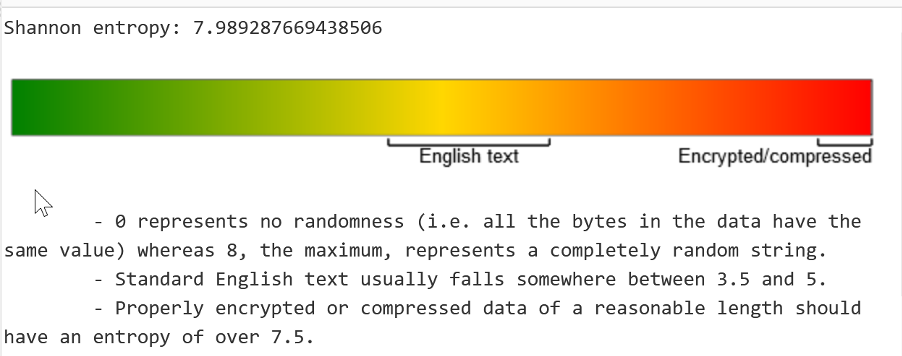 Shannon entropy: 7.989287669438506
English text
Encrypted/compressed
- 0 represents no randomness (i.e. all the bytes in the data have the
same value) whereas 8, the maximum, represents a completely random string.
- Standard English text usually falls somewhere between 3.5 and 5.
- Properly encrypted or compressed data of a reasonable length should
have an entropy of over 7.5.